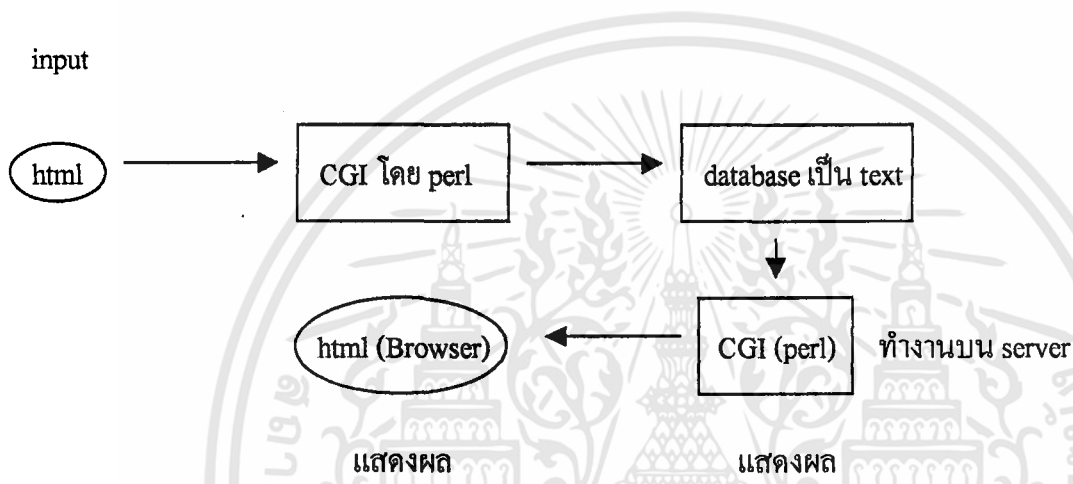 input
html
CGI โดย perl
database เป็น text
html (Browser)
CGI (perl)
ทำงานบน server
แสดงผล
แสดงผล